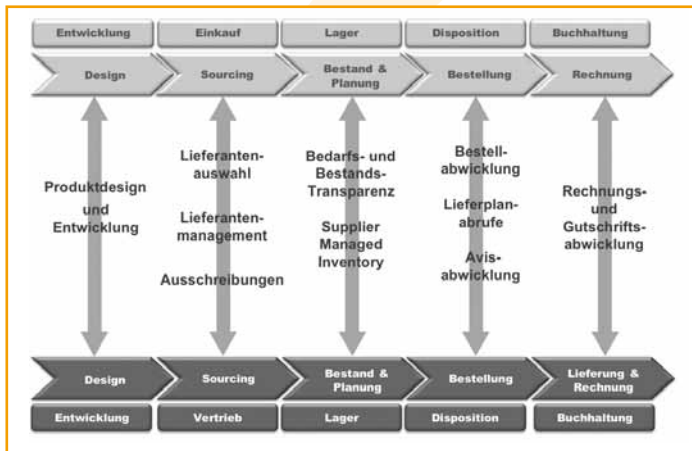 Entwicklung
Einkauf
Lager
Disposition
Buchhaltung
Design
Sourcing
Bestand &
Planung
Bestellung
Rechnung
Produktdesign
und
Entwicklung
Lieferanten-
auswahl
Lieferanten-
management
Ausschreibungen
Bedarfs- und
Bestands-
Transparenz
Supplier
Managed
Inventory
Bestell-
abwicklung
Lieferplan-
abrufe
Avis-
abwicklung
Rechnungs-
und
Gutschrifts-
abwicklung
Design
Sourcing
Bestand &
Planung
Bestellung
Lieferung &
Rechnung
Entwicklung
Vertrieb
Lager
Disposition
Buchhaltung